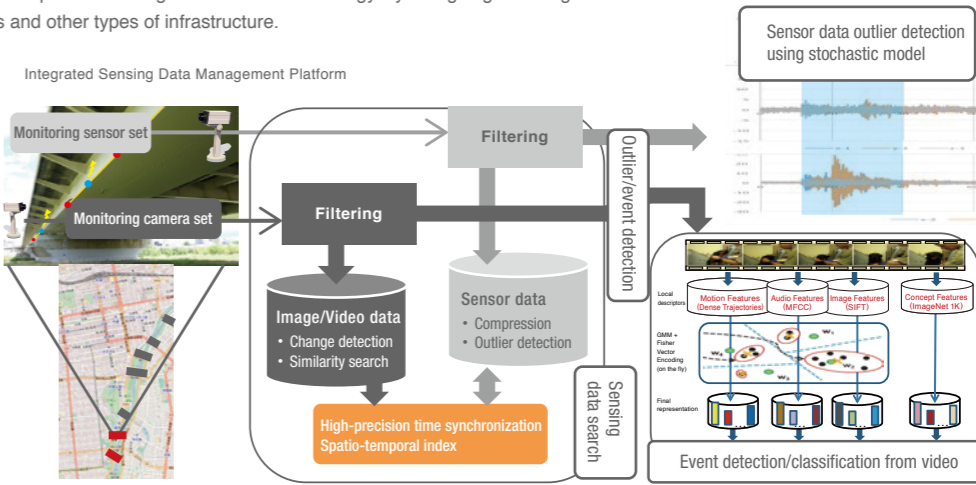 s and other types of infrastructure.
Integrated Sensing Data Management Platform
Monitoring sensor set
Monitoring camera set
Filtering
Filtering
Image/Video data
• Change detection
• Similarity search
Sensor data
• Compression
• Outlier detection
High-precision time synchronization
Spatio-temporal index
Outlier/event detection
Sensing
data search
Sensor data outlier detection
using stochastic model
Local
descriptors
Motion Features
(Dense Trajectories)
Audio Features
(MFCC)
Image Features
(SIFT)
Concept Features
(ImageNet 1K)
GMM +
Fisher
Vector
Encoding
(on the fly)
Final
representation
Event detection/classification from video